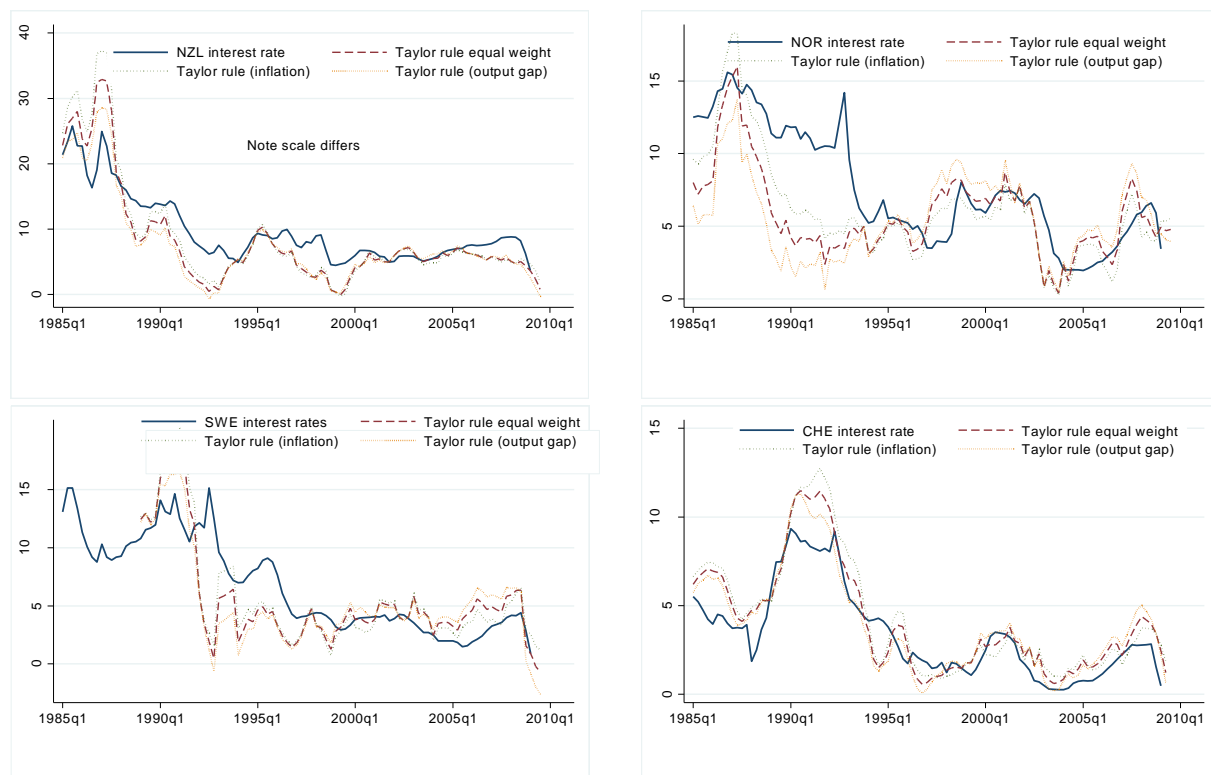 NZL interest rate Taylor rule equal weight
Taylor rule (inflation) Taylor rule (output gap)
Note scale differs
40
30
20
10
0
1985q1 1990q1 1995q1 2000q1 2005q1 2010q1
NOR interest rate Taylor rule equal weight
Taylor rule (inflation) Taylor rule (output gap)
15
10
5
0
1985q1 1990q1 1995q1 2000q1 2005q1 2010q1
SWE interest rates Taylor rule equal weight
Taylor rule (inflation) Taylor rule (output gap)
15
10
5
0
1985q1 1990q1 1995q1 2000q1 2005q1 2010q1
CHE interest rate Taylor rule equal weight
Taylor rule (inflation) Taylor rule (output gap)
15
10
5
0
1985q1 1990q1 1995q1 2000q1 2005q1 2010q1